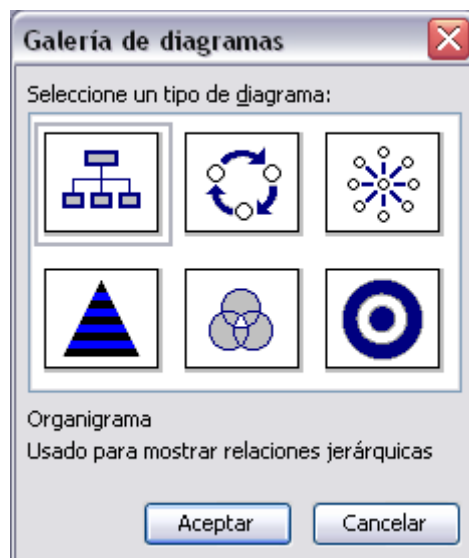 Galería de diagramas
Seleccione un tipo de diagrama:
Organigrama
Usado para mostrar relaciones jerárquicas
Aceptar
Cancelar